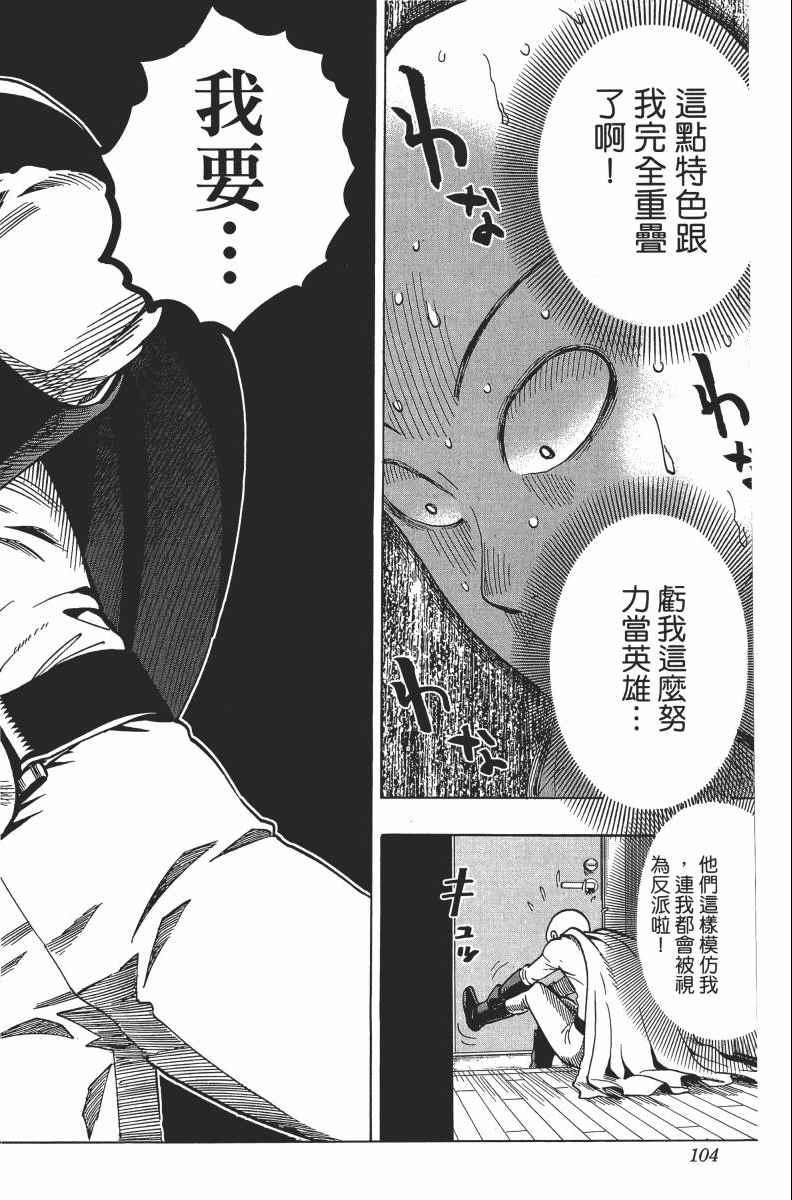 這點特色跟
我完全重疊
了啊！
わな
わな
虧我這麼努
力當英雄…
わな
他們這樣模仿我
，連我都會被視
為反派啦！
キュッ
我要…
104